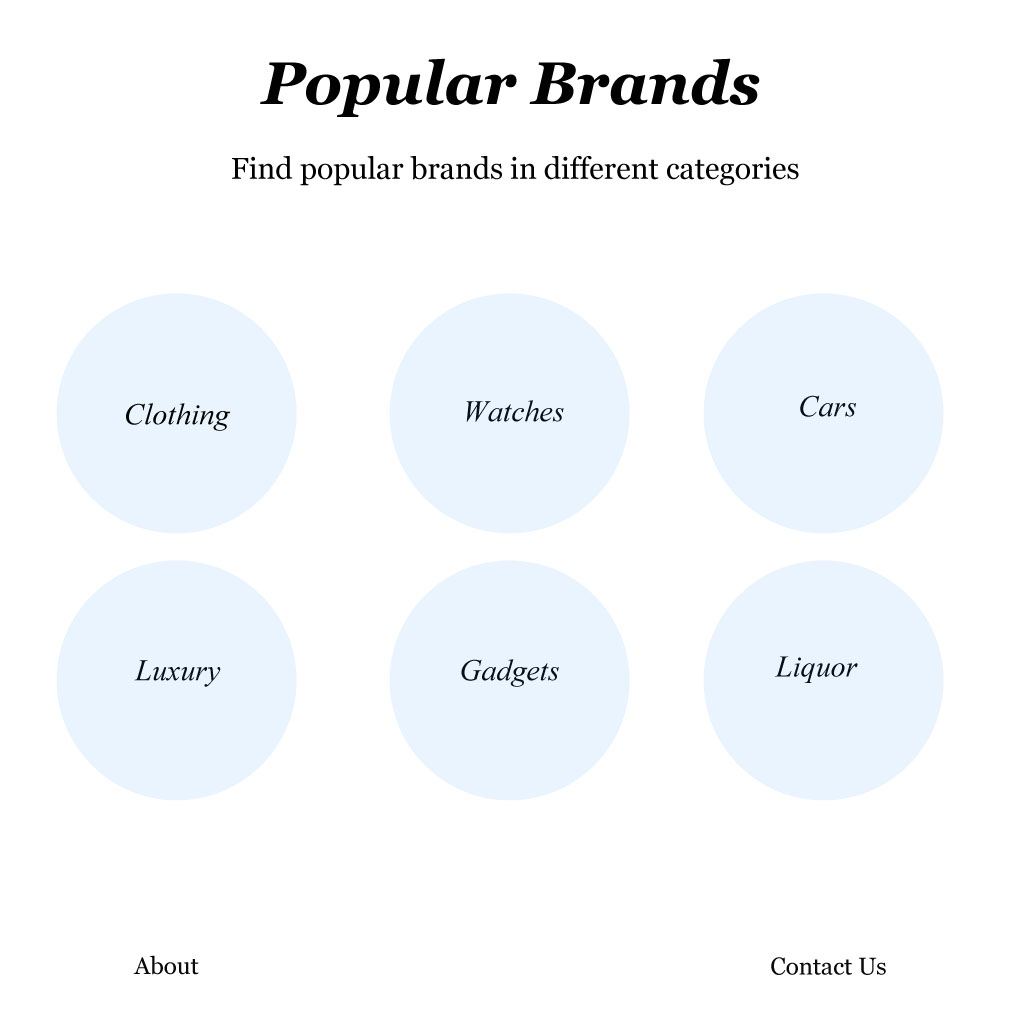 Popular Brands
Find popular brands in different categories
Clothing
Watches
Cars
Luxury
Gadgets
Liquor
About
Contact Us